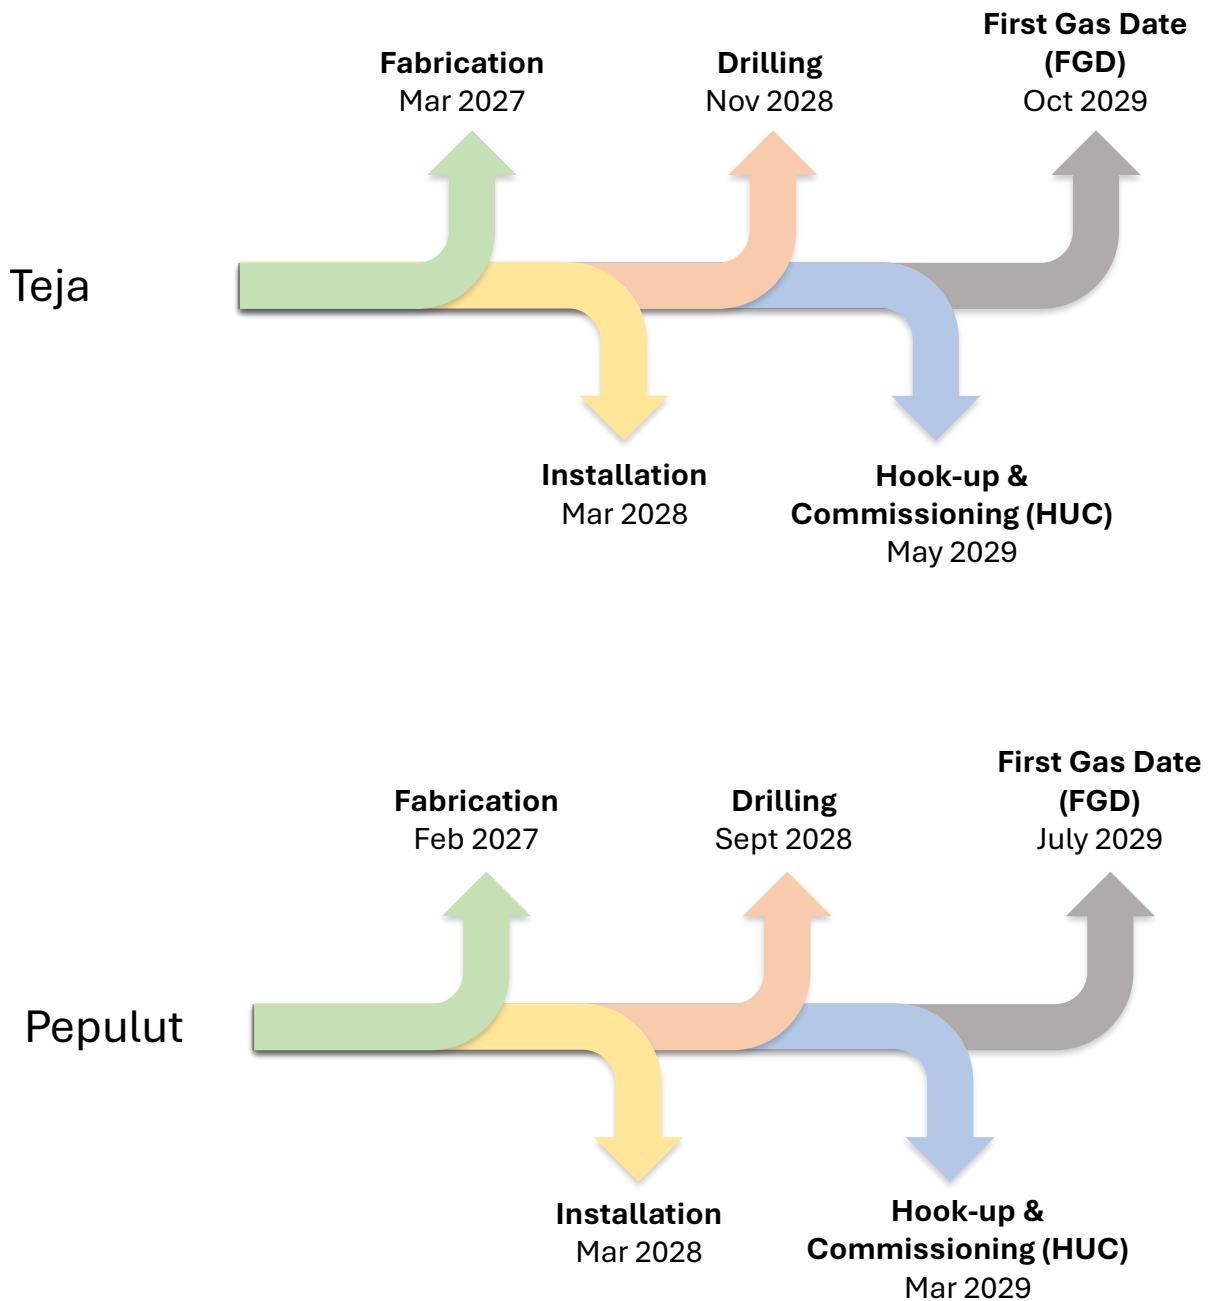 First Gas Date
(FGD)
Oct 2029
Fabrication
Mar 2027
Drilling
Nov 2028
Teja
Installation
Mar 2028
Hook-up &
Commissioning (HUC)
May 2029
First Gas Date
(FGD)
July 2029
Fabrication
Feb 2027
Drilling
Sept 2028
Pepulut
Installation
Mar 2028
Hook-up &
Commissioning (HUC)
Mar 2029